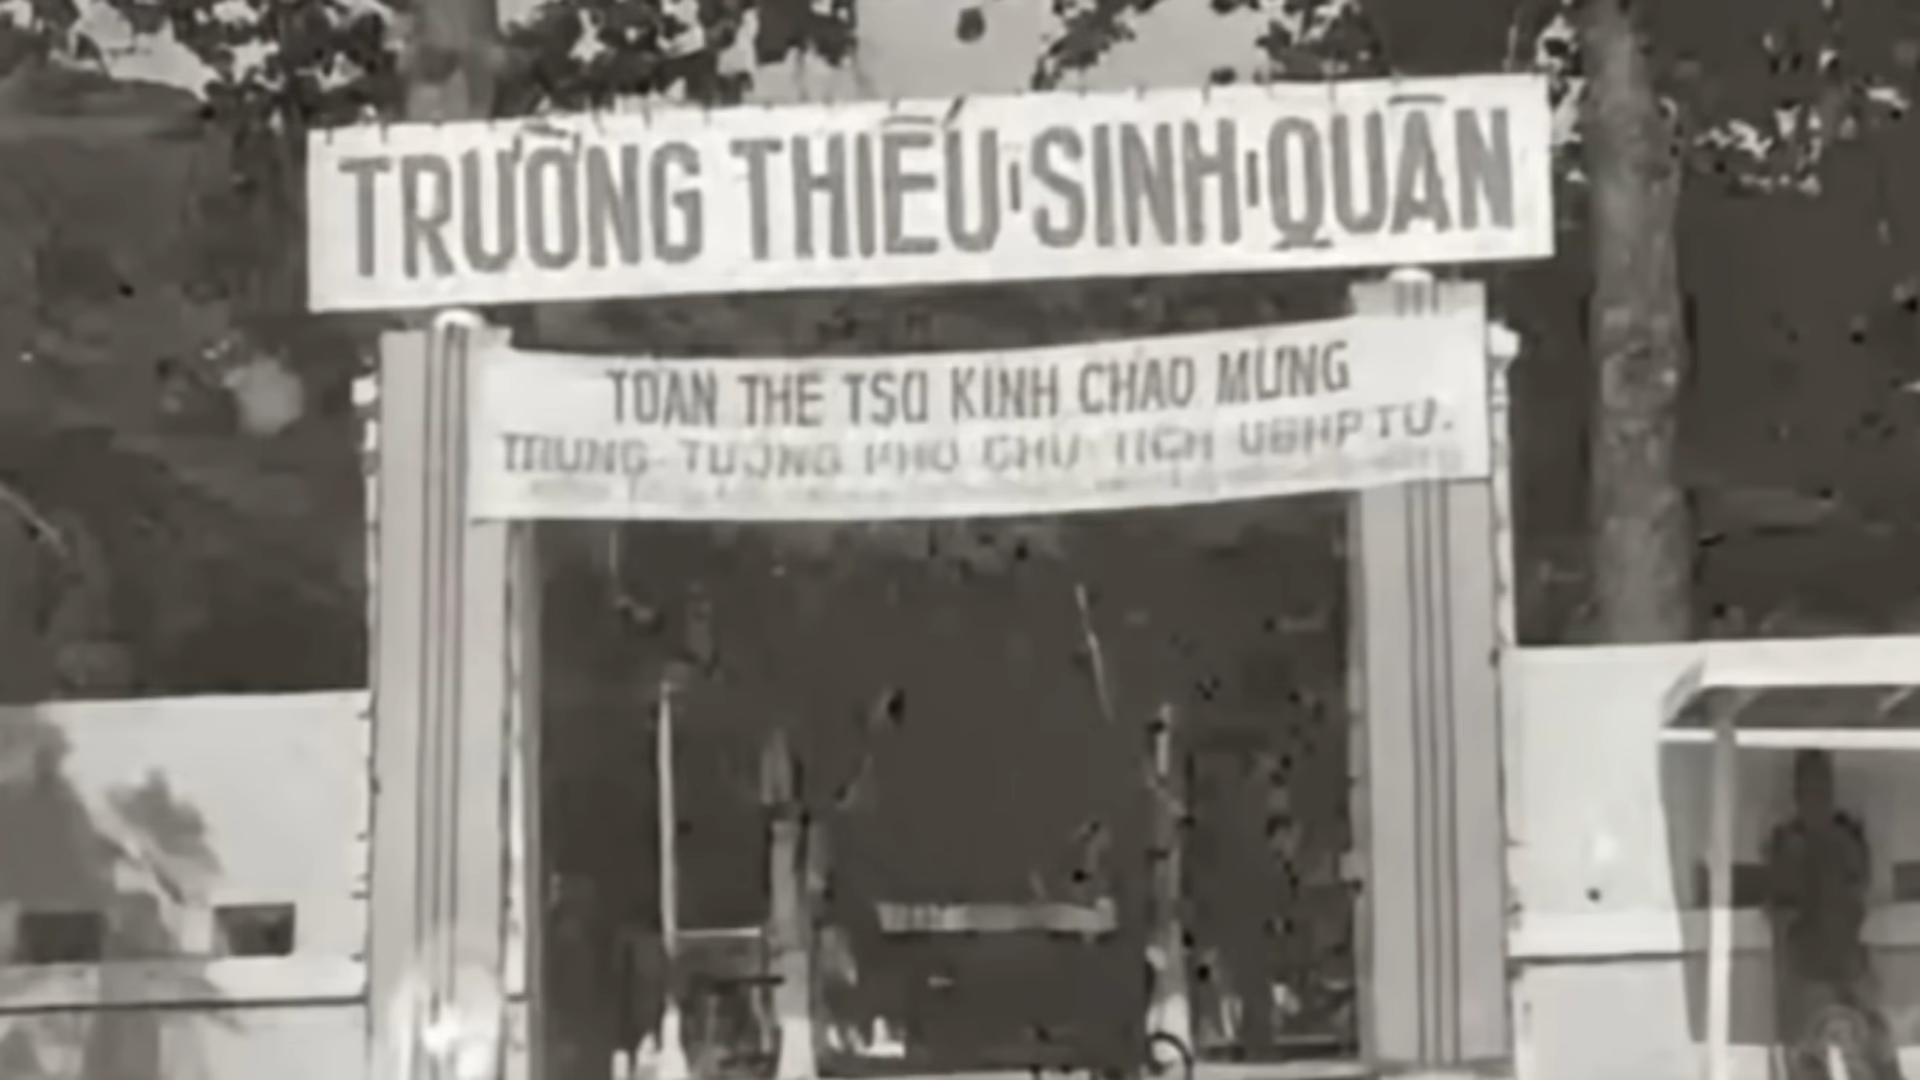 TRƯỜNG THIẾU-SINH-QUÂN
TOÀN THỂ TSQ KÍNH CHÀO MỪNG
TRUNG-TƯỚNG PHÓ CHỦ TỊCH UBHPTƯ.